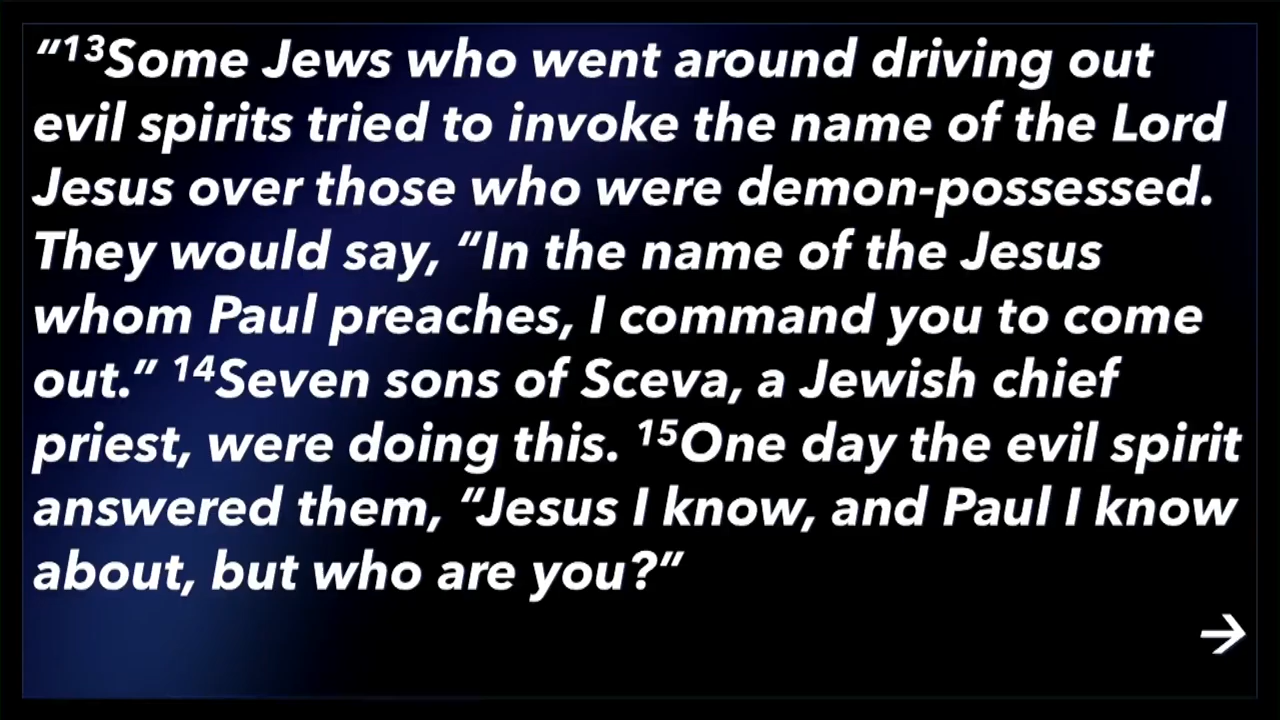 “¹³Some Jews who went around driving out
evil spirits tried to invoke the name of the Lord
Jesus over those who were demon-possessed.
They would say, “In the name of the Jesus
whom Paul preaches, I command you to come
out.” ¹⁴Seven sons of Sceva, a Jewish chief
priest, were doing this. ¹⁵One day the evil spirit
answered them, “Jesus I know, and Paul I know
about, but who are you?”
→